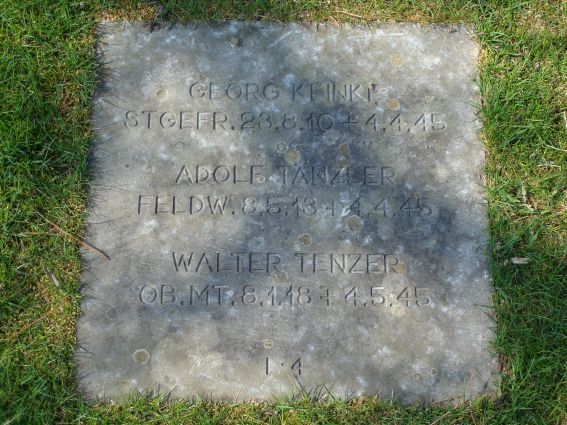 GEORG KEINKE
STGEFR. 23.8.10 + 4.4.45
ADOLF TANZLER
FELDW. 8.5.13 + 4.4.45
WALTER TENZER
OB.MT. 8.1.18 + 4.5.45
1·4